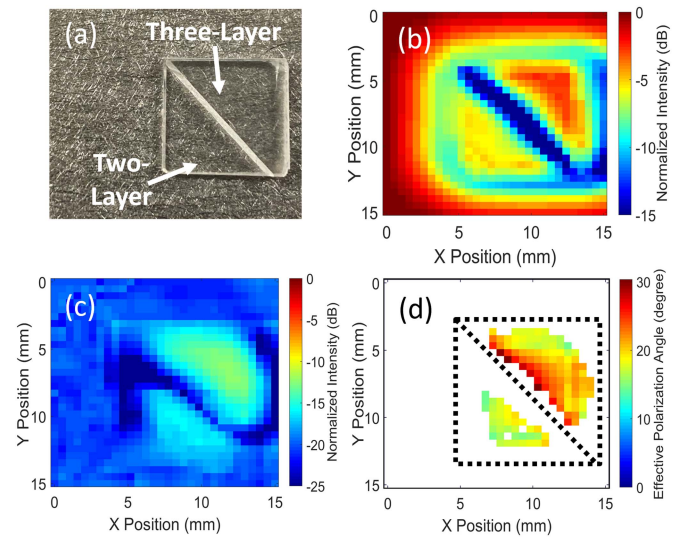 (a)
Three-Layer
Two-
Layer
(b)
0
5
10
15
Y Position (mm)
0
5
10
15
X Position (mm)
0
-5
-10
-15
Normalized Intensity (dB)
(c)
0
5
10
15
Y Position (mm)
0
5
10
15
X Position (mm)
0
-5
-10
-15
-20
-25
Normalized Intensity (dB)
(d)
0
5
10
15
Y Position (mm)
0
5
10
15
X Position (mm)
30
25
20
15
10
5
0
Effective Polarization Angle (degree)